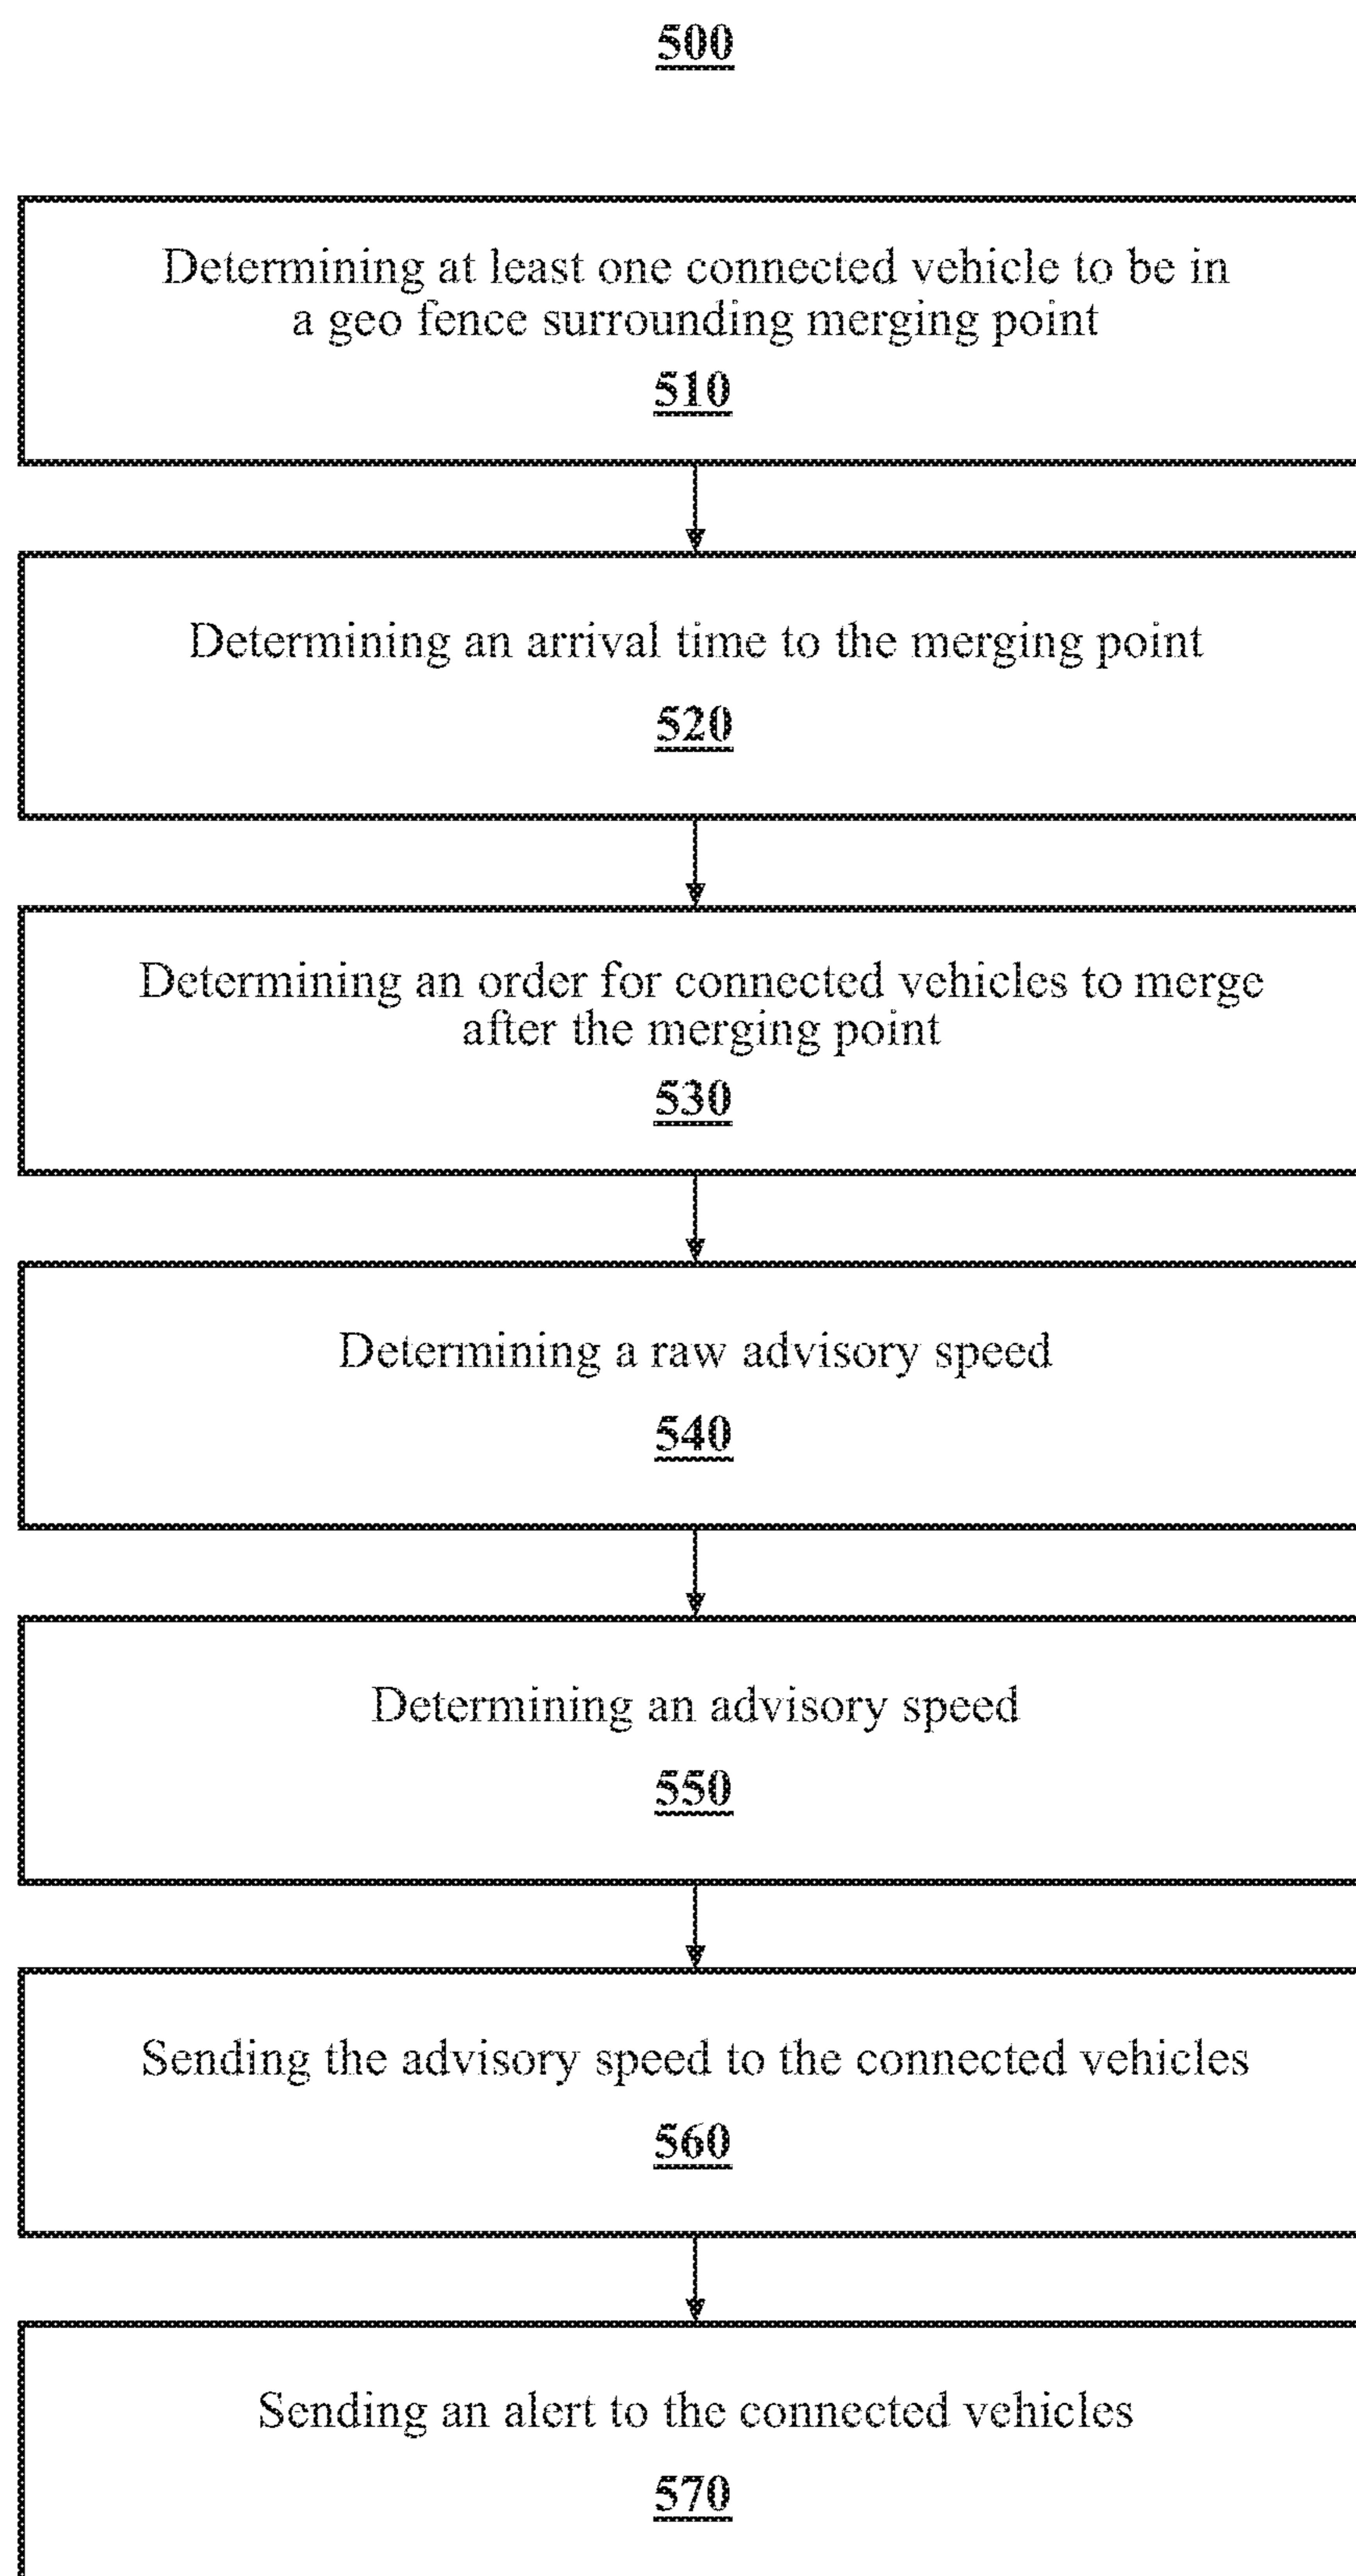 500
Determining at least one connected vehicle to be in
a geo fence surrounding merging point
510
Determining an arrival time to the merging point
520
Determining an order for connected vehicles to merge
after the merging point
530
Determining a raw advisory speed
540
Determining an advisory speed
550
Sending the advisory speed to the connected vehicles
560
Sending an alert to the connected vehicles
570